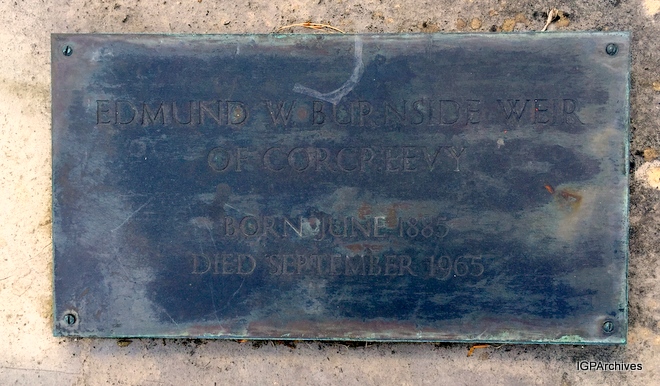 EDMUND W. BURNSIDE WEIR
OF CORCREEVY
BORN JUNE 1885
DIED SEPTEMBER 1965
IGPArchives